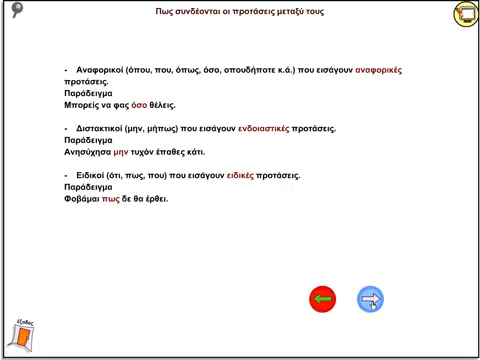 Πως συνδέονται οι προτάσεις μεταξύ τους
- Αναφορικοί (όπου, που, όπως, όσο, οπουδήποτε κ.ά.) που εισάγουν αναφορικές
προτάσεις.
Παράδειγμα
Μπορείς να φας όσο θέλεις.
- Διστακτικοί (μην, μήπως) που εισάγουν ενδοιαστικές προτάσεις.
Παράδειγμα
Ανησύχησα μην τυχόν έπαθες κάτι.
- Ειδικοί (ότι, πως, που) που εισάγουν ειδικές προτάσεις.
Παράδειγμα
Φοβάμαι πως δε θα έρθει.
έξοδος